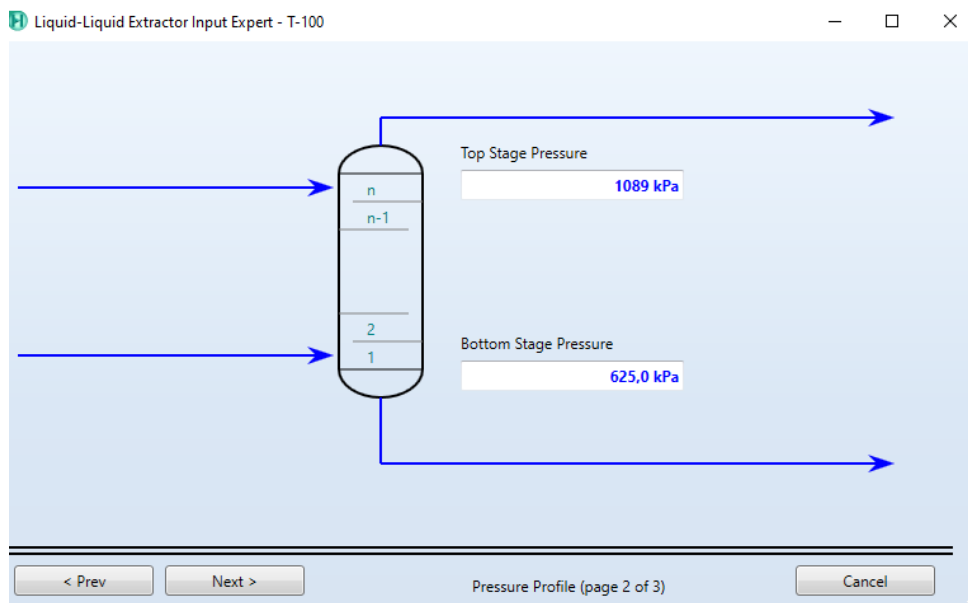 Liquid-Liquid Extractor Input Expert - T-100
Top Stage Pressure
1089 kPa
n
n-1
2
1
Bottom Stage Pressure
625,0 kPa
< Prev
Next >
Pressure Profile (page 2 of 3)
Cancel